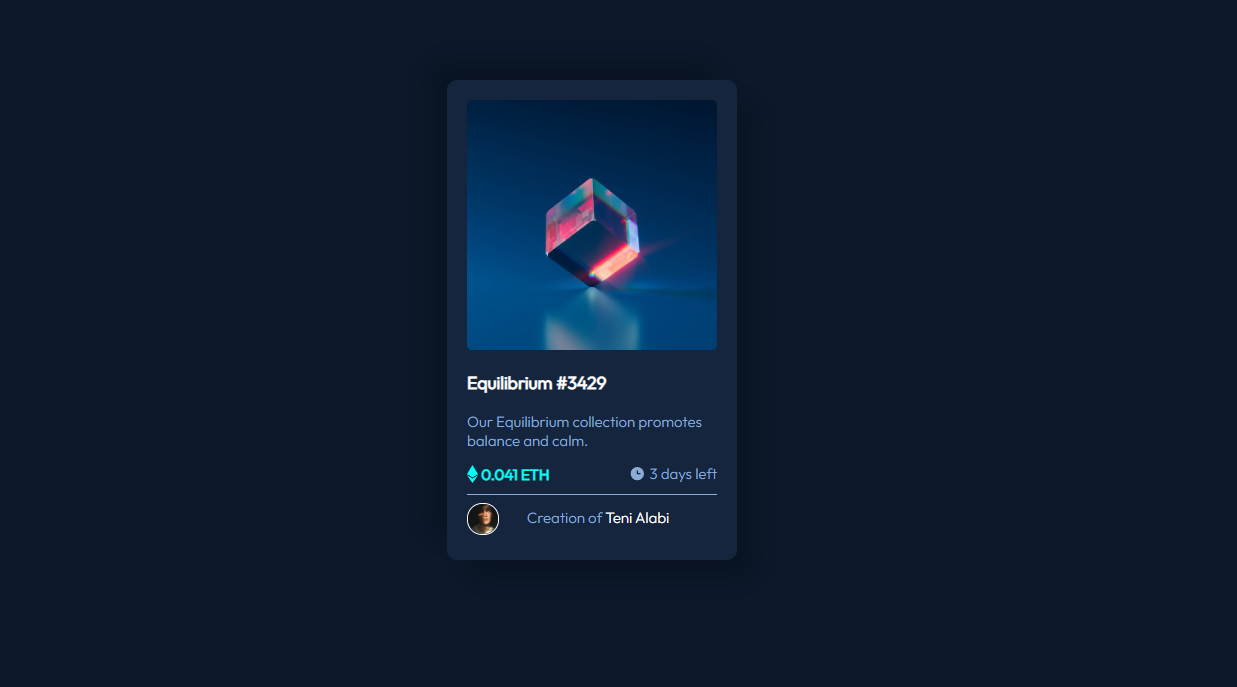 Equilibrium #3429
Our Equilibrium collection promotes
balance and calm.
0.041 ETH 3 days left
Creation of Teni Alabi